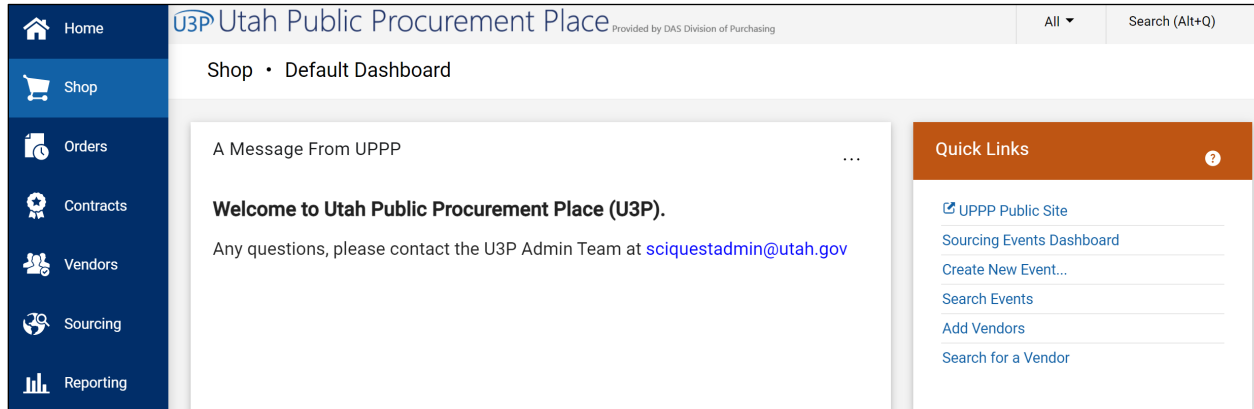 Home
U3P Utah Public Procurement Place Provided by DAS Division of Purchasing
All
Search (Alt+Q)
Shop
Shop • Default Dashboard
Orders
Contracts
Vendors
Sourcing
Reporting
A Message From UPPP
...
Welcome to Utah Public Procurement Place (U3P).
Any questions, please contact the U3P Admin Team at sciquestadmin@utah.gov
Quick Links
?
UPPP Public Site
Sourcing Events Dashboard
Create New Event...
Search Events
Add Vendors
Search for a Vendor